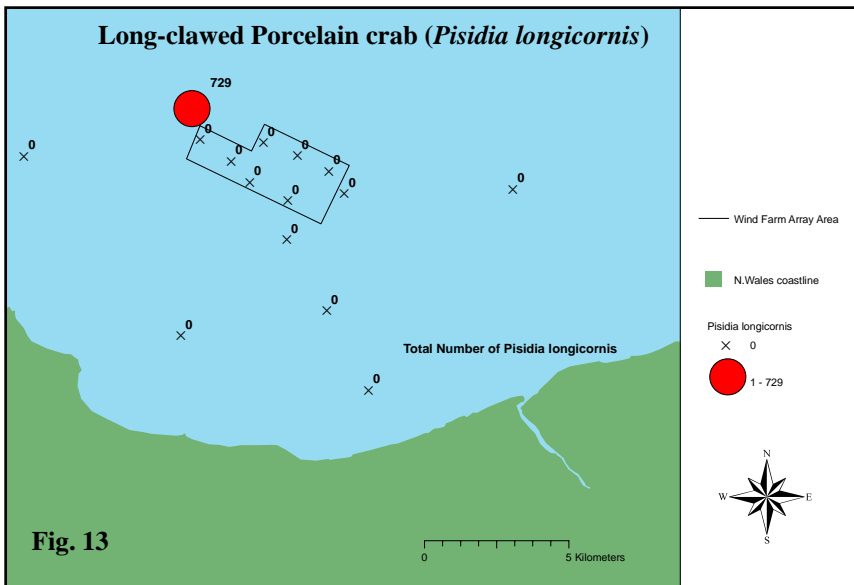 Long-clawed Porcelain crab (Pisidia longicornis)
729
0
0
0
0
0
0
0
0
0
0
0
0
0
0
Total Number of Pisidia longicornis
Fig. 13
0 5 Kilometers
Wind Farm Array Area
N.Wales coastline
Pisidia longicornis
0
1 - 729
N
W E
S